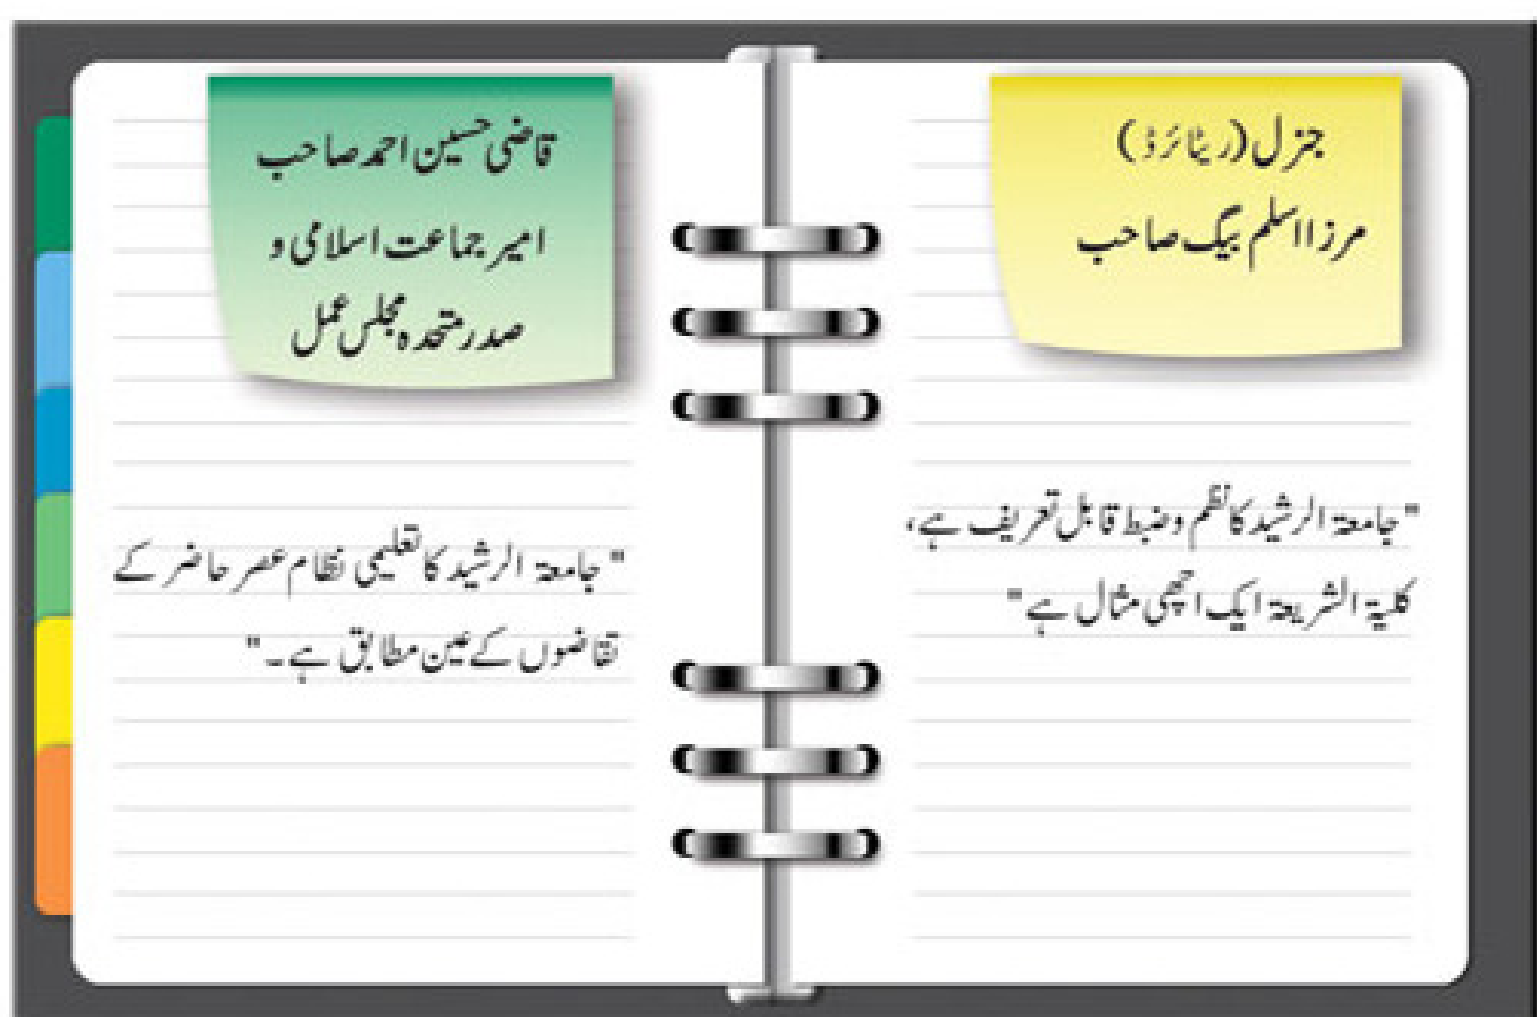 جنرل (ریٹائرڈ)
مرزا اسلم بیگ صاحب
"جامعۃ الرشید کا نظم و ضبط قابل تعریف ہے،
کلیۃ الشریعۃ ایک اچھی مثال ہے"
قاضی حسین احمد صاحب
امیر جماعت اسلامی و
صدر متحدہ مجلس عمل
"جامعۃ الرشید کا تعلیمی نظام عصر حاضر کے
تقاضوں کے عین مطابق ہے۔"